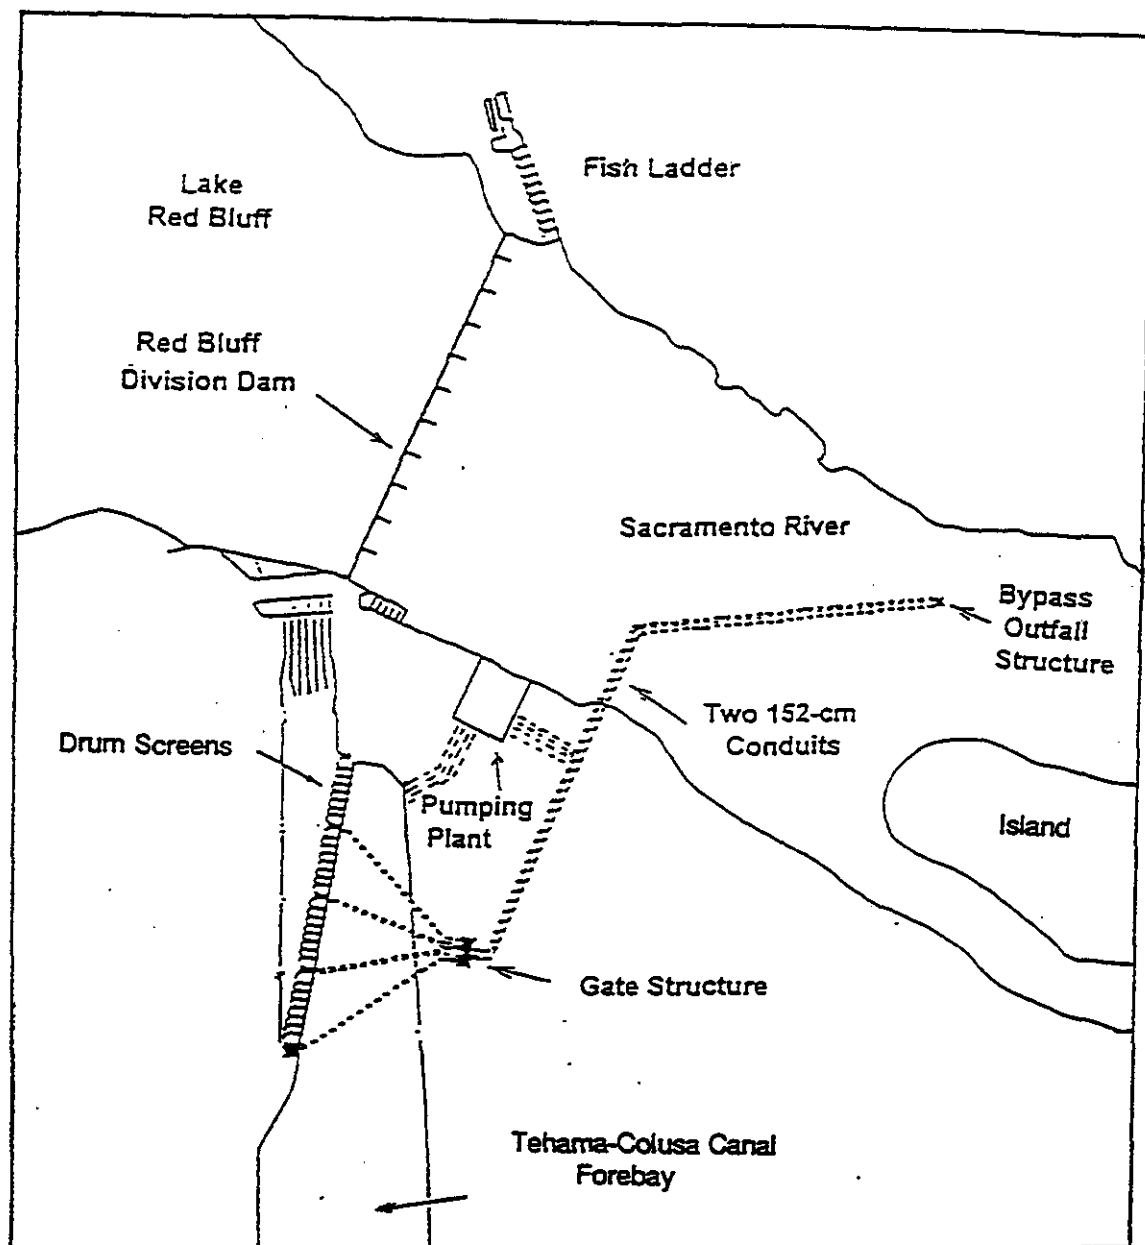 Fish Ladder
Lake
Red Bluff
Red Bluff
Division Dam
Sacramento River
Bypass
Outfall
Structure
Two 152-cm
Conduits
Drum Screens
Pumping
Plant
Island
Gate Structure
Tehama-Colusa Canal
Forebay